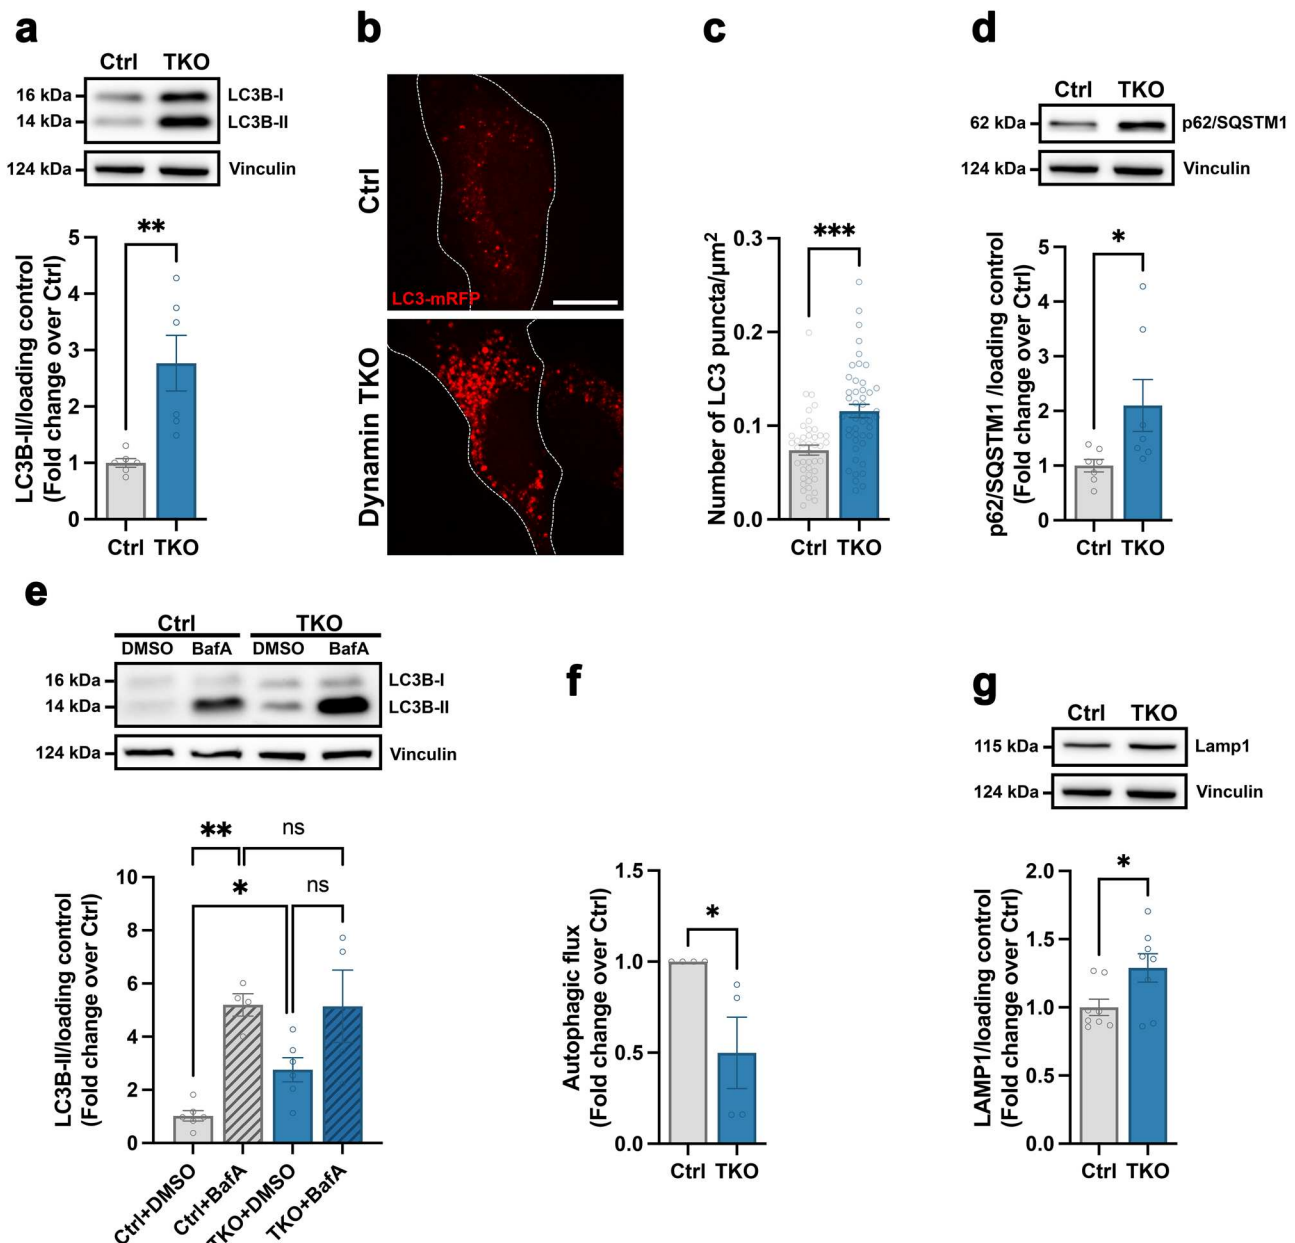 a
Ctrl TKO
16 kDa LC3B-I
14 kDa LC3B-II
124 kDa Vinculin
LC3B-II/loading control
(Fold change over Ctrl)
5
4
3
2
1
0
**
Ctrl TKO
b
Ctrl
LC3-mRFP
Dynamin TKO
c
Number of LC3 puncta/µm²
0.3
0.2
0.1
0.0
***
Ctrl TKO
d
Ctrl TKO
62 kDa p62/SQSTM1
124 kDa Vinculin
p62/SQSTM1 /loading control
(Fold change over Ctrl)
5
4
3
2
1
0
*
Ctrl TKO
e
Ctrl TKO
DMSO BafA DMSO BafA
16 kDa LC3B-I
14 kDa LC3B-II
124 kDa Vinculin
LC3B-II/loading control
(Fold change over Ctrl)
10
8
6
4
2
0
** ns
* ns
Ctrl+DMSO
Ctrl+BafA
TKO+DMSO
TKO+BafA
f
Autophagic flux
(Fold change over Ctrl)
1.5
1.0
0.5
0.0
*
Ctrl TKO
g
Ctrl TKO
115 kDa Lamp1
124 kDa Vinculin
LAMP1/loading control
(Fold change over Ctrl)
2.0
1.5
1.0
0.5
0.0
*
Ctrl TKO